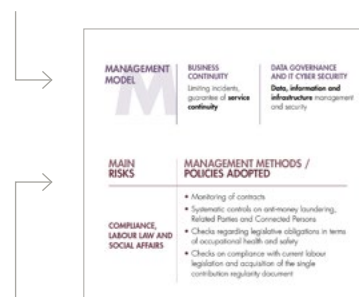 MANAGEMENT
MODEL
M
BUSINESS
CONTINUITY
Limiting incidents,
guarantee of service
continuity
DATA GOVERNANCE
AND IT CYBER SECURITY
Data, information and
infrastructure management
and security
MAIN
RISKS
MANAGEMENT METHODS /
POLICIES ADOPTED
COMPLIANCE,
LABOUR LAW AND
SOCIAL AFFAIRS
• Monitoring of contracts
• Systematic controls on anti-money laundering,
Related Parties and Connected Persons
• Checks regarding legislative obligations in terms
of occupational health and safety
• Checks on compliance with current labour
legislation and acquisition of the single
contribution regularity document